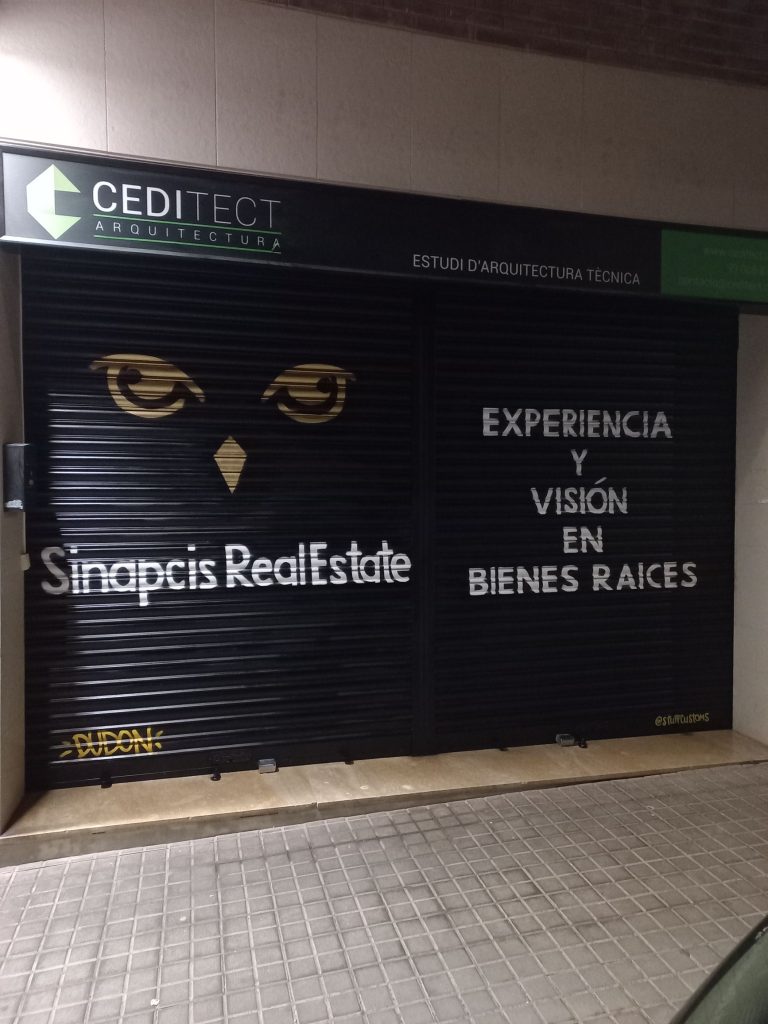 CEDITECT
ARQUITECTURA
ESTUDI D'ARQUITECTURA TÈCNICA
EXPERIENCIA
Y
VISIÓN
EN
BIENES RAICES
Sinapcis RealEstate
DUDON
@STUFFCUSTOMS